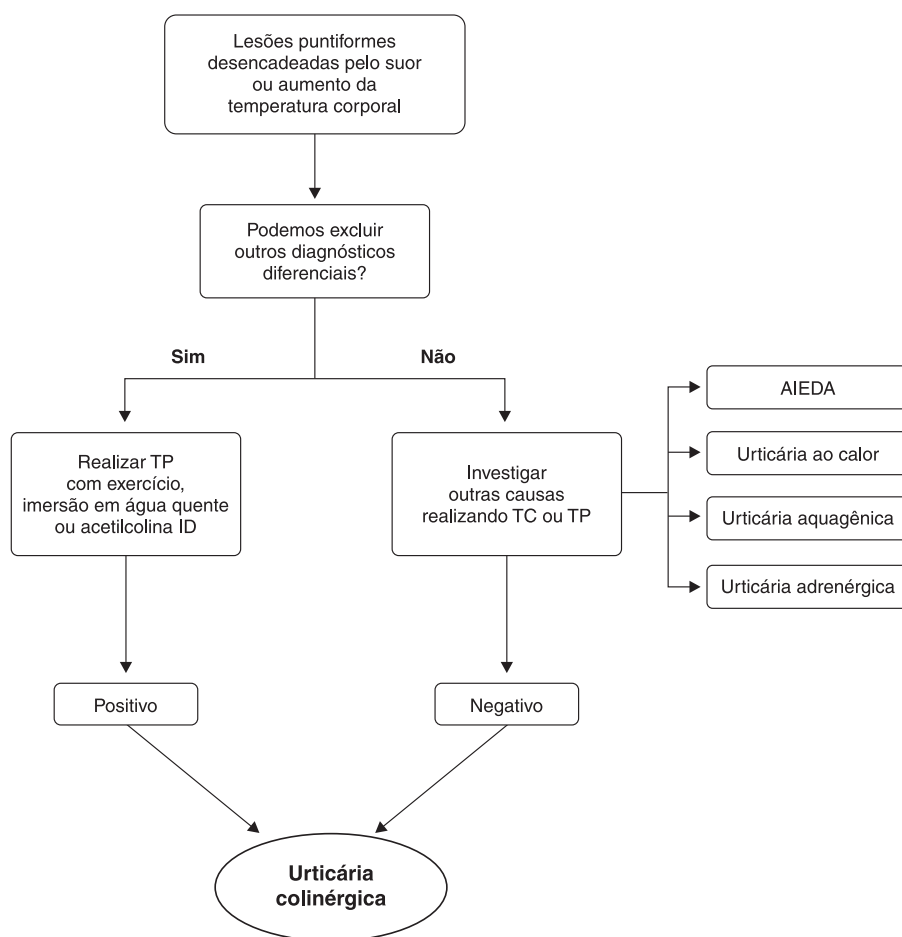 Lesões puntiformes
desencadeadas pelo suor
ou aumento da
temperatura corporal
Podemos excluir
outros diagnósticos
diferenciais?
Sim
Não
Realizar TP
com exercício,
imersão em água quente
ou acetilcolina ID
Investigar
outras causas
realizando TC ou TP
AIEDA
Urticária ao calor
Urticária aquagênica
Urticária adrenérgica
Positivo
Negativo
Urticária
colinérgica